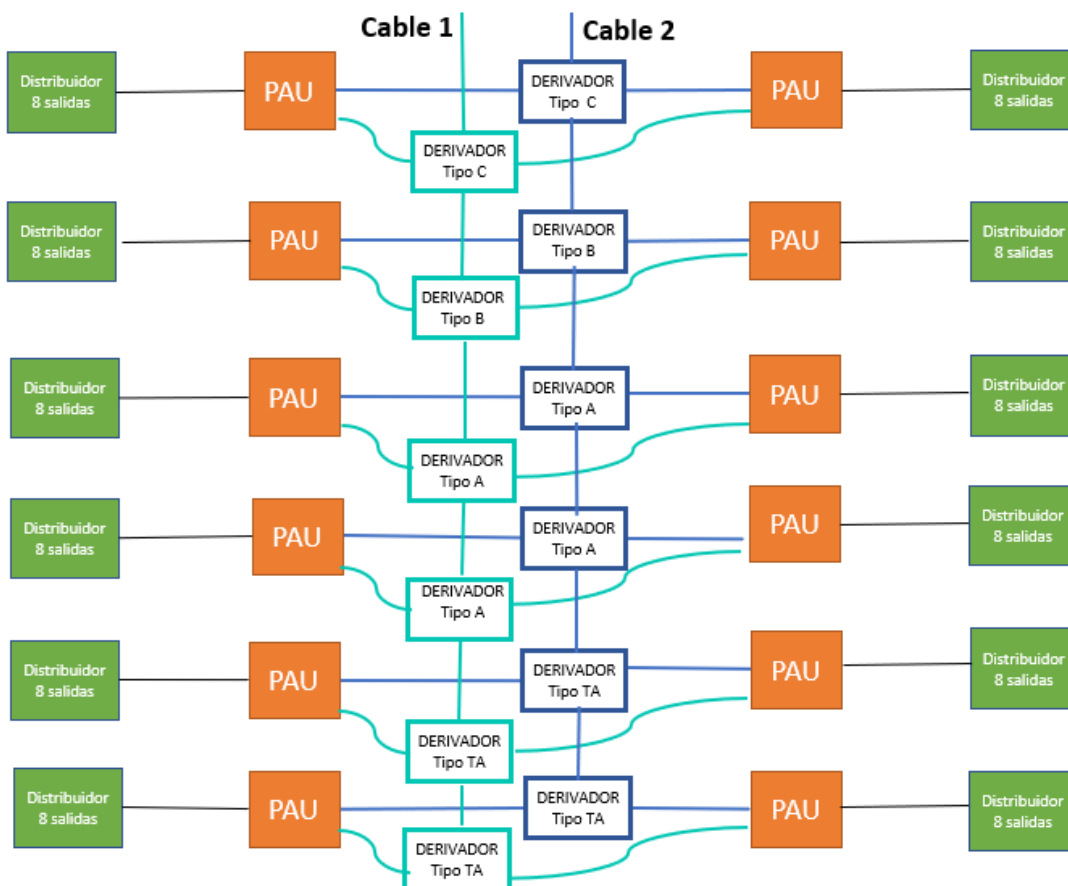 Cable 1
Cable 2
Distribuidor
8 salidas
PAU
DERIVADOR
Tipo C
PAU
Distribuidor
8 salidas
DERIVADOR
Tipo C
Distribuidor
8 salidas
PAU
DERIVADOR
Tipo B
PAU
Distribuidor
8 salidas
DERIVADOR
Tipo B
Distribuidor
8 salidas
PAU
DERIVADOR
Tipo A
PAU
Distribuidor
8 salidas
DERIVADOR
Tipo A
Distribuidor
8 salidas
PAU
DERIVADOR
Tipo A
PAU
Distribuidor
8 salidas
DERIVADOR
Tipo A
Distribuidor
8 salidas
PAU
DERIVADOR
Tipo TA
PAU
Distribuidor
8 salidas
DERIVADOR
Tipo TA
Distribuidor
8 salidas
PAU
DERIVADOR
Tipo TA
PAU
Distribuidor
8 salidas
DERIVADOR
Tipo TA